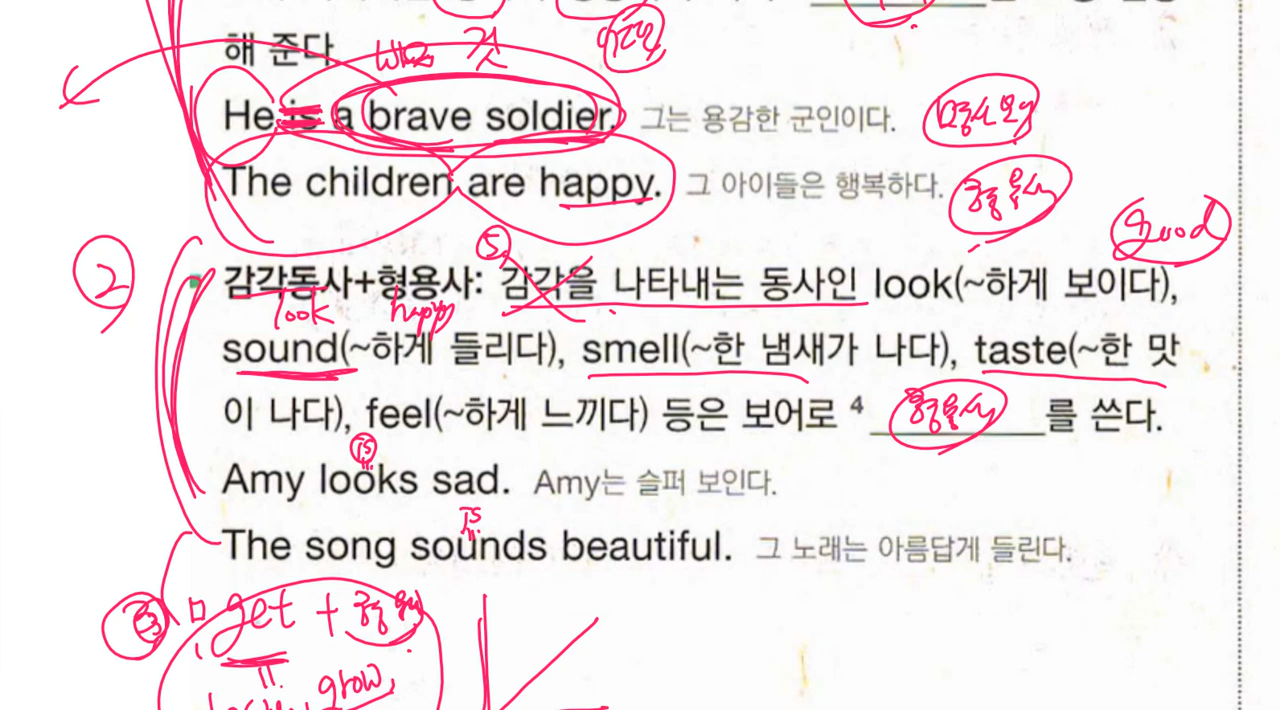 해 준다
He is a brave soldier. 그는 용감한 군인이다.
The children are happy. 그 아이들은 행복하다.
good
2
5
감각동사+형용사: 감각을 나타내는 동사인 look(~하게 보이다),
look happy
sound(~하게 들리다), smell(~한 냄새가 나다), taste(~한 맛
이 나다), feel(~하게 느끼다) 등은 보어로 4 형용사를 쓴다.
is
Amy looks sad. Amy는 슬퍼 보인다.
is
The song sounds beautiful. 그 노래는 아름답게 들린다.
3 get + 형용사
grow,